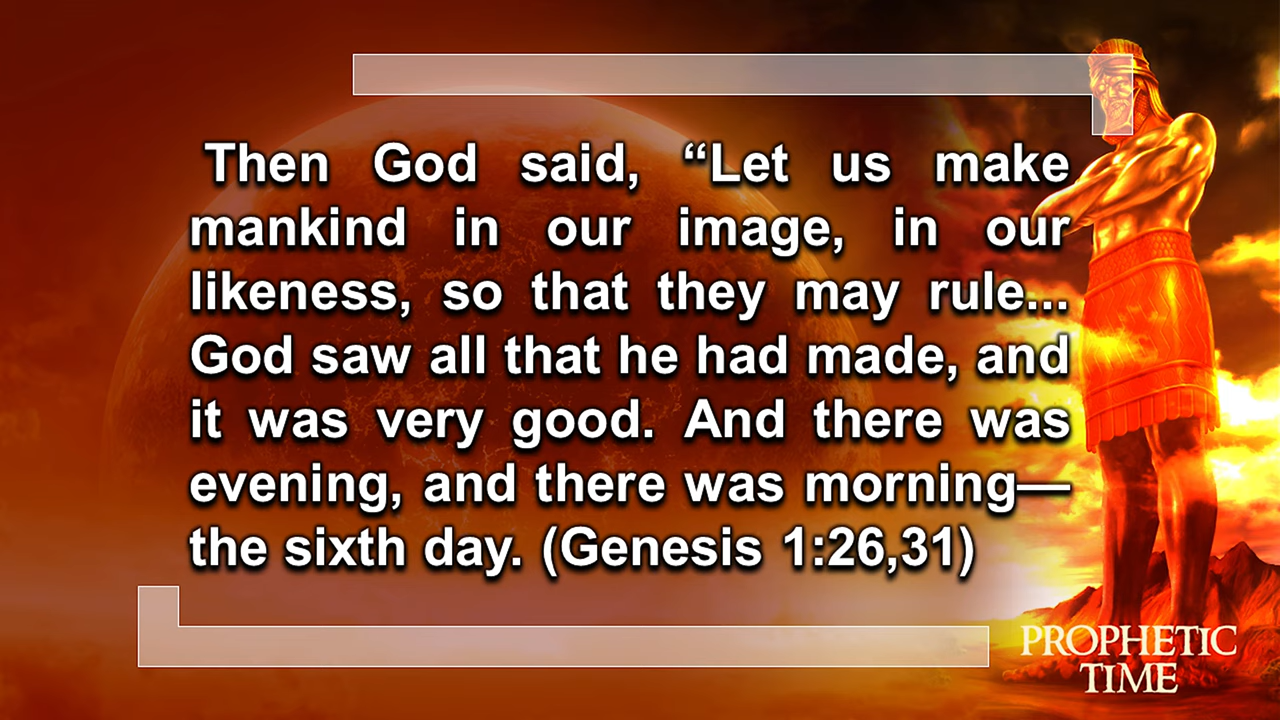 Then God said, “Let us make
mankind in our image, in our
likeness, so that they may rule...
God saw all that he had made, and
it was very good. And there was
evening, and there was morning—
the sixth day. (Genesis 1:26,31)
PROPHETIC
TIME